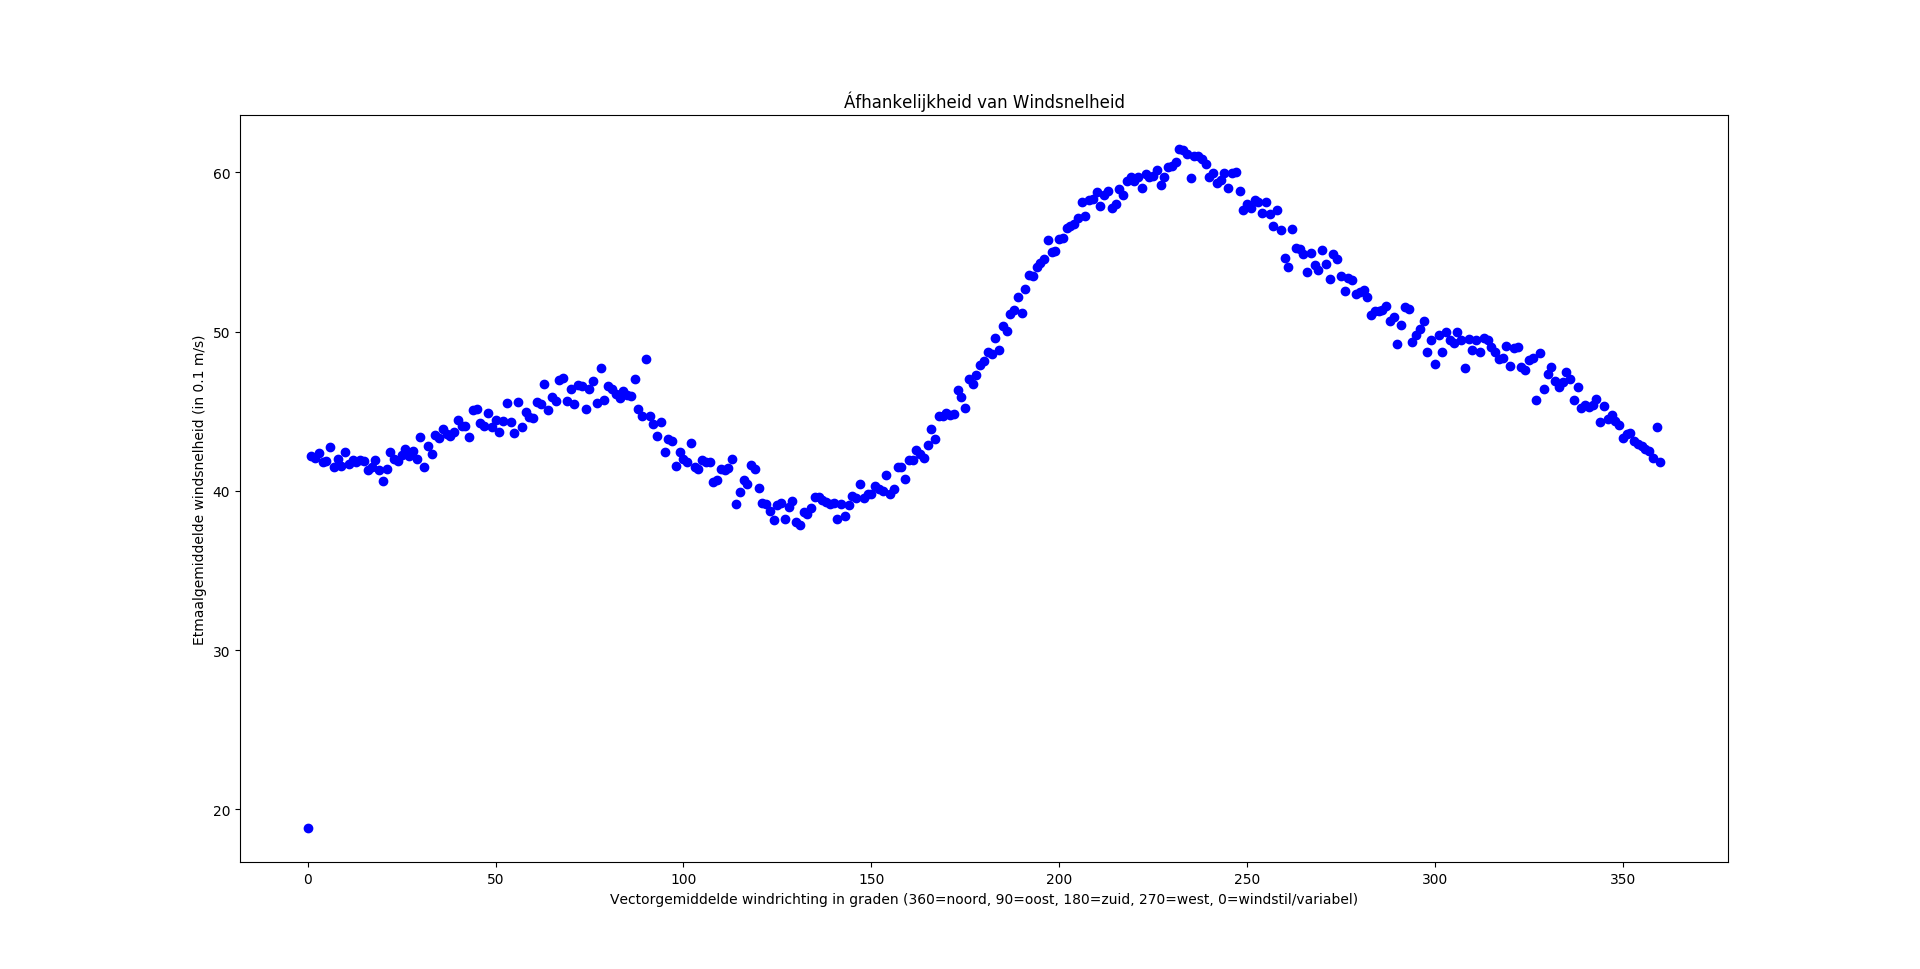 Áfhankelijkheid van Windsnelheid
Etmaalgemiddelde windsnelheid (in 0.1 m/s)
60
50
40
30
20
0 50 100 150 200 250 300 350
Vectorgemiddelde windrichting in graden (360=noord, 90=oost, 180=zuid, 270=west, 0=windstil/variabel)